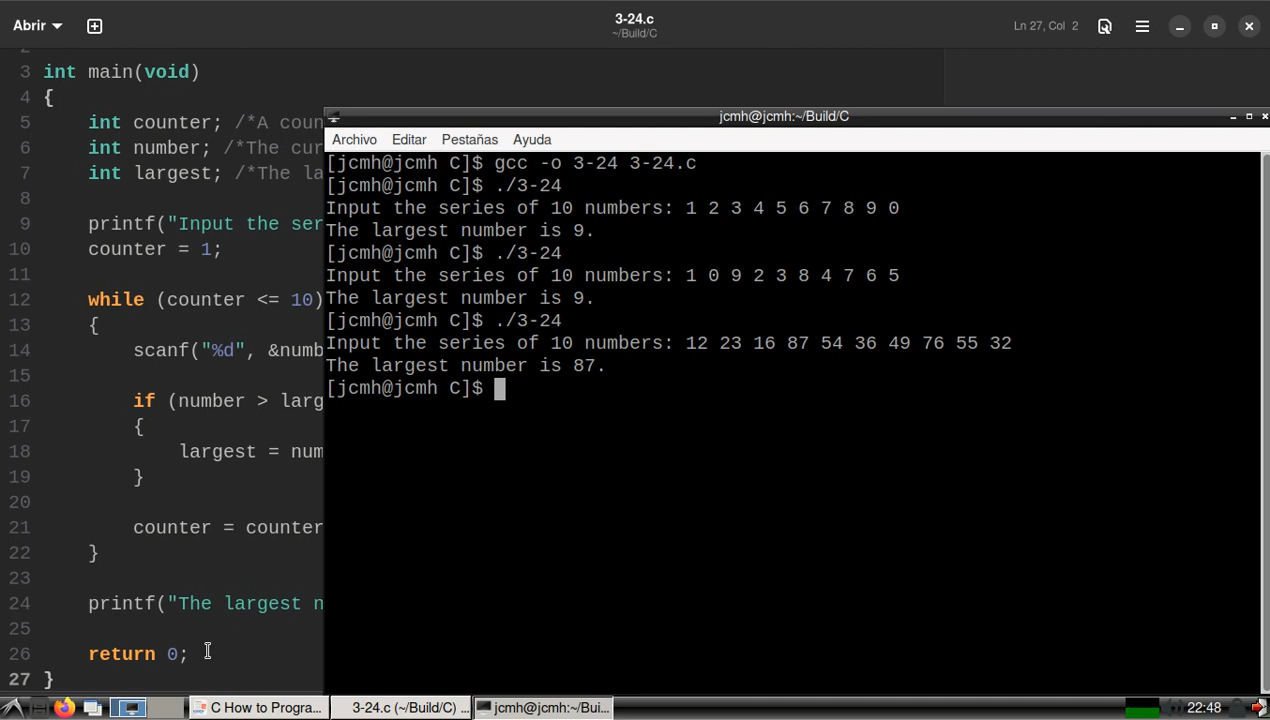 Abrir
3-24.c
~/Build/C
Ln 27, Col 2
2
3 int main(void)
4 {
5 int counter; /*A coun
6 int number; /*The cur
7 int largest; /*The la
8
9 printf("Input the ser
10 counter = 1;
11
12 while (counter <= 10)
13 {
14 scanf("%d", &numb
15
16 if (number > larg
17 {
18 largest = num
19 }
20
21 counter = counter
22 }
23
24 printf("The largest n
25
26 return 0;
27 }
jcmh@jcmh:~/Build/C
Archivo Editar Pestañas Ayuda
[jcmh@jcmh C]$ gcc -o 3-24 3-24.c
[jcmh@jcmh C]$ ./3-24
Input the series of 10 numbers: 1 2 3 4 5 6 7 8 9 0
The largest number is 9.
[jcmh@jcmh C]$ ./3-24
Input the series of 10 numbers: 1 0 9 2 3 8 4 7 6 5
The largest number is 9.
[jcmh@jcmh C]$ ./3-24
Input the series of 10 numbers: 12 23 16 87 54 36 49 76 55 32
The largest number is 87.
[jcmh@jcmh C]$
C How to Progra... 3-24.c (~/Build/C) ... jcmh@jcmh:~/Bui... 22:48